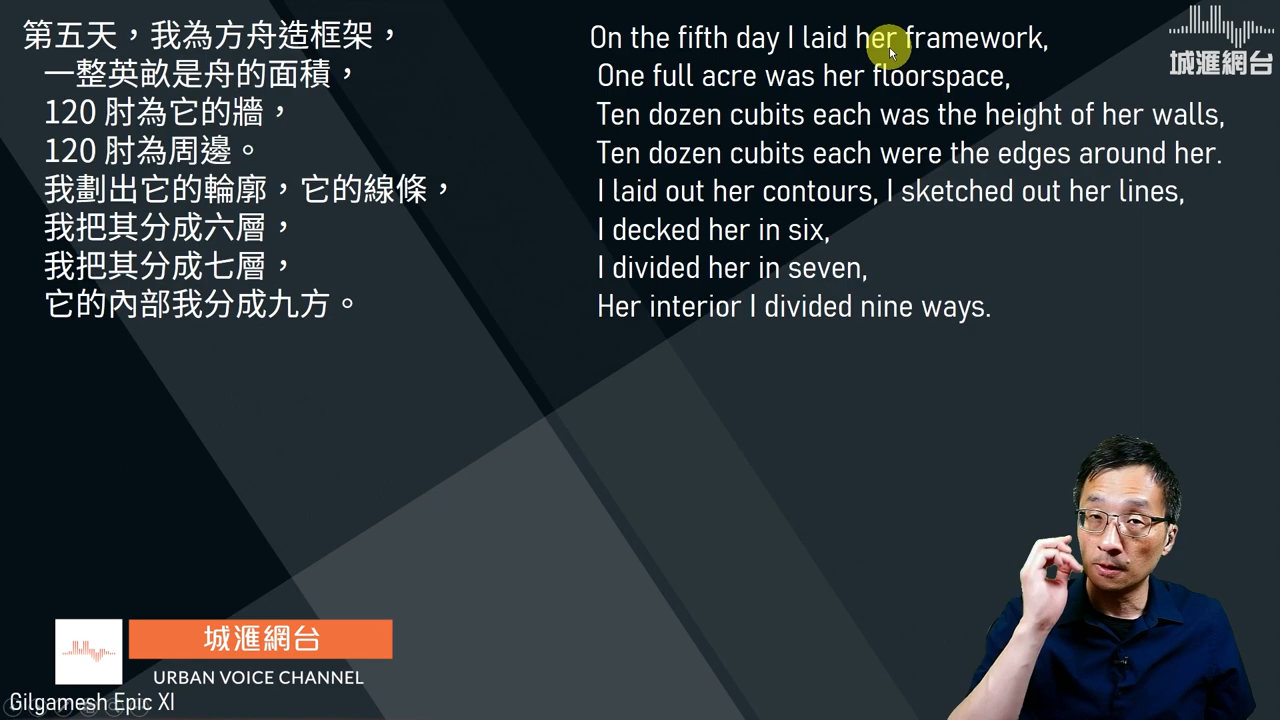 第五天，我為方舟造框架，
一整英畝是舟的面積，
120 肘為它的牆，
120 肘為周邊。
我劃出它的輪廓，它的線條，
我把其分成六層，
我把其分成七層，
它的內部我分成九方。
On the fifth day I laid her framework,
One full acre was her floorspace,
Ten dozen cubits each was the height of her walls,
Ten dozen cubits each were the edges around her.
I laid out her contours, I sketched out her lines,
I decked her in six,
I divided her in seven,
Her interior I divided nine ways.
城滙網台
城滙網台
URBAN VOICE CHANNEL
Gilgamesh Epic XI